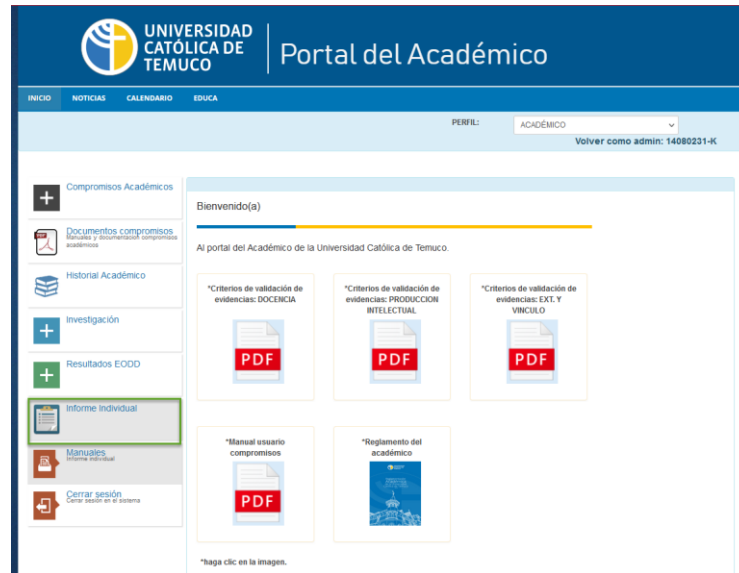 UNIVERSIDAD
CATÓLICA DE
TEMUCO
Portal del Académico
INICIO NOTICIAS CALENDARIO EDUCA
PERFIL: ACADÉMICO
Volver como admin: 14080231-K
Compromisos Académicos
Documentos compromisos
Manuales y documentación compromisos
académicos
Historial Académico
Investigación
Resultados EODD
Informe Individual
Manuales
Informe individual
Cerrar sesión
Cerrar sesión en el sistema
Bienvenido(a)
Al portal del Académico de la Universidad Católica de Temuco.
*Criterios de validación de
evidencias: DOCENCIA
PDF
*Criterios de validación de
evidencias: PRODUCCION
INTELECTUAL
PDF
*Criterios de validación de
evidencias: EXT. Y
VINCULO
PDF
*Manual usuario
compromisos
PDF
*Reglamento del
académico
*haga clic en la imagen.